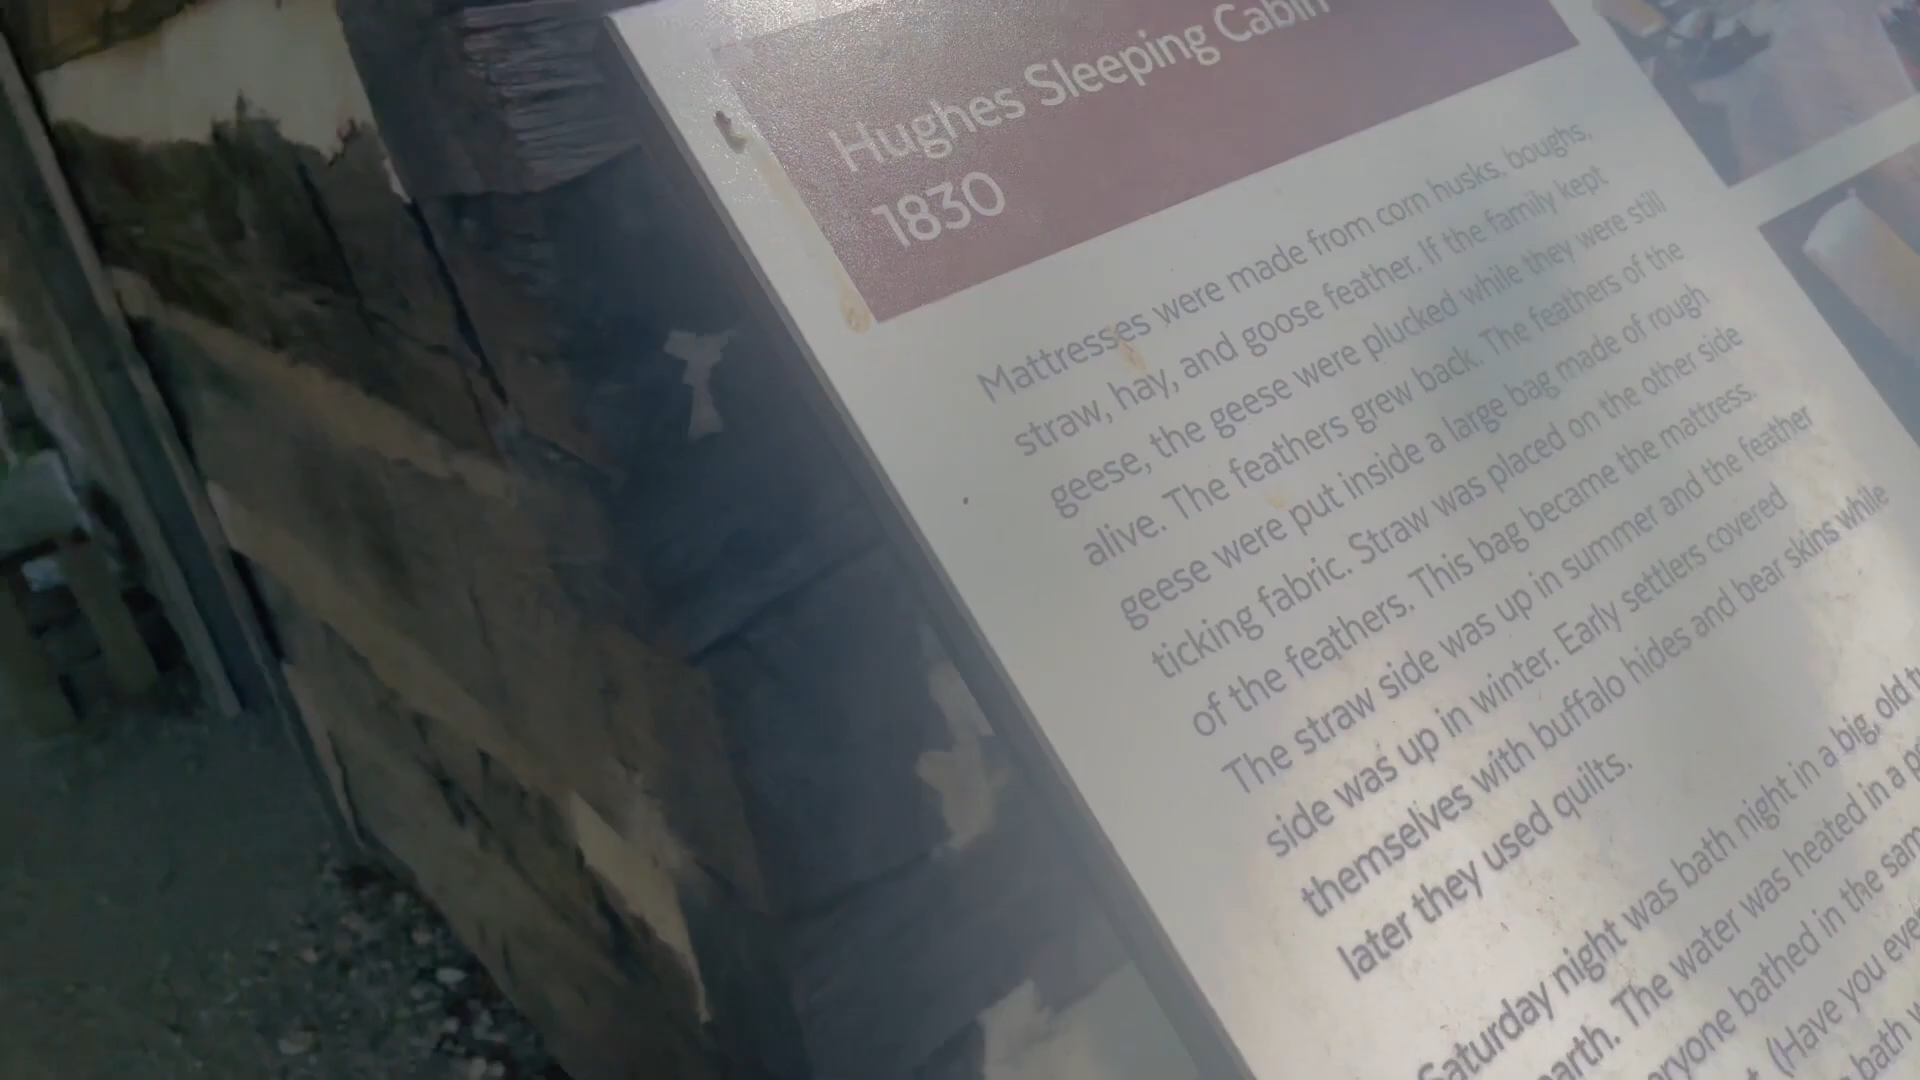 Hughes Sleeping Cabin
1830
Mattresses were made from corn husks, boughs,
straw, hay, and goose feather. If the family kept
geese, the geese were plucked while they were still
alive. The feathers grew back. The feathers of the
geese were put inside a large bag made of rough
ticking fabric. Straw was placed on the other side
of the feathers. This bag became the mattress.
The straw side was up in summer and the feather
side was up in winter. Early settlers covered
themselves with buffalo hides and bear skins while
later they used quilts.
Saturday night was bath night in a big, old
The water was heated in a
bathed in the
(Have you
bath